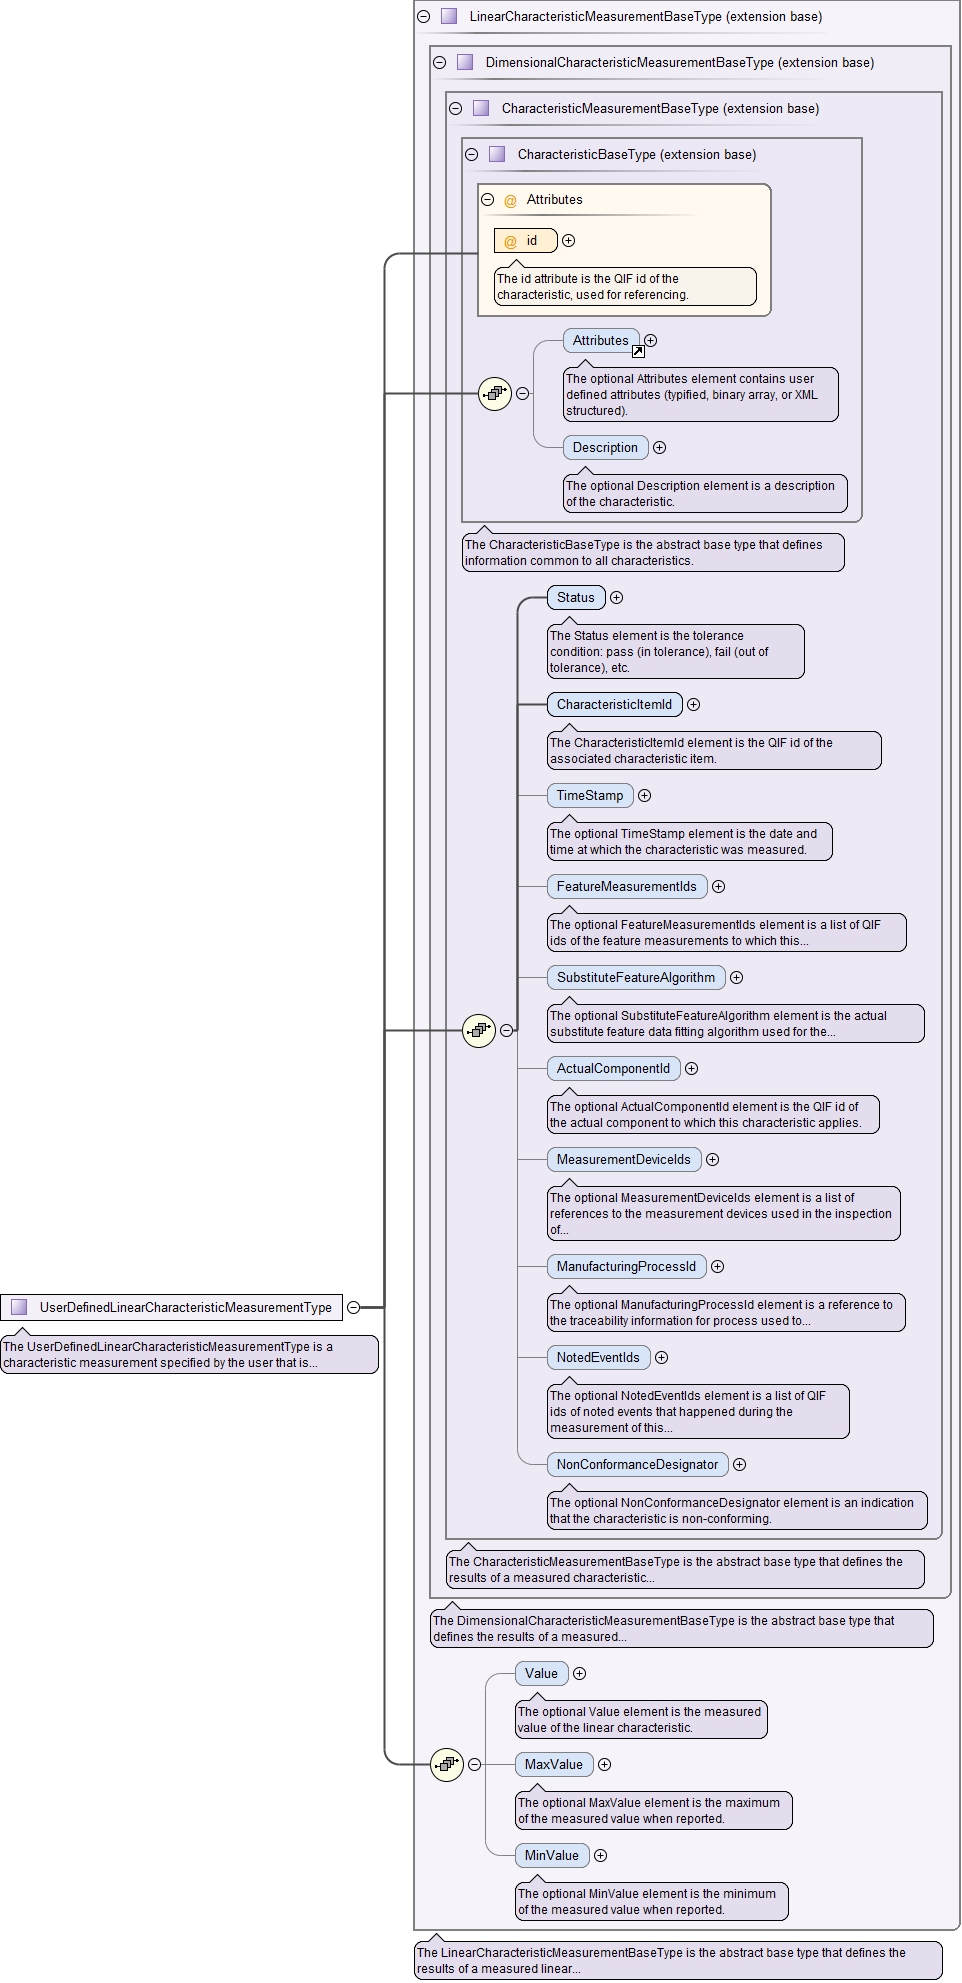 LinearCharacteristicMeasurementBaseType (extension base)
DimensionalCharacteristicMeasurementBaseType (extension base)
CharacteristicMeasurementBaseType (extension base)
CharacteristicBaseType (extension base)
@ Attributes
@ id
The id attribute is the QIF id of the
characteristic, used for referencing.
Attributes
The optional Attributes element contains user
defined attributes (typified, binary array, or XML
structured).
Description
The optional Description element is a description
of the characteristic.
The CharacteristicBaseType is the abstract base type that defines
information common to all characteristics.
Status
The Status element is the tolerance
condition: pass (in tolerance), fail (out of
tolerance), etc.
CharacteristicItemId
The CharacteristicItemId element is the QIF id of the
associated characteristic item.
TimeStamp
The optional TimeStamp element is the date and
time at which the characteristic was measured.
FeatureMeasurementIds
The optional FeatureMeasurementIds element is a list of QIF
ids of the feature measurements to which this...
SubstituteFeatureAlgorithm
The optional SubstituteFeatureAlgorithm element is the actual
substitute feature data fitting algorithm used for the...
ActualComponentId
The optional ActualComponentId element is the QIF id of
the actual component to which this characteristic applies.
MeasurementDeviceIds
The optional MeasurementDeviceIds element is a list of
references to the measurement devices used in the inspection
of...
ManufacturingProcessId
The optional ManufacturingProcessId element is a reference to
the traceability information for process used to...
UserDefinedLinearCharacteristicMeasurementType
The UserDefinedLinearCharacteristicMeasurementType is a
characteristic measurement specified by the user that is...
NotedEventIds
The optional NotedEventIds element is a list of QIF
ids of noted events that happened during the
measurement of this...
NonConformanceDesignator
The optional NonConformanceDesignator element is an indication
that the characteristic is non-conforming.
The CharacteristicMeasurementBaseType is the abstract base type that defines the
results of a measured characteristic...
The DimensionalCharacteristicMeasurementBaseType is the abstract base type that
defines the results of a measured...
Value
The optional Value element is the measured
value of the linear characteristic.
MaxValue
The optional MaxValue element is the maximum
of the measured value when reported.
MinValue
The optional MinValue element is the minimum
of the measured value when reported.
The LinearCharacteristicMeasurementBaseType is the abstract base type that defines the
results of a measured linear...